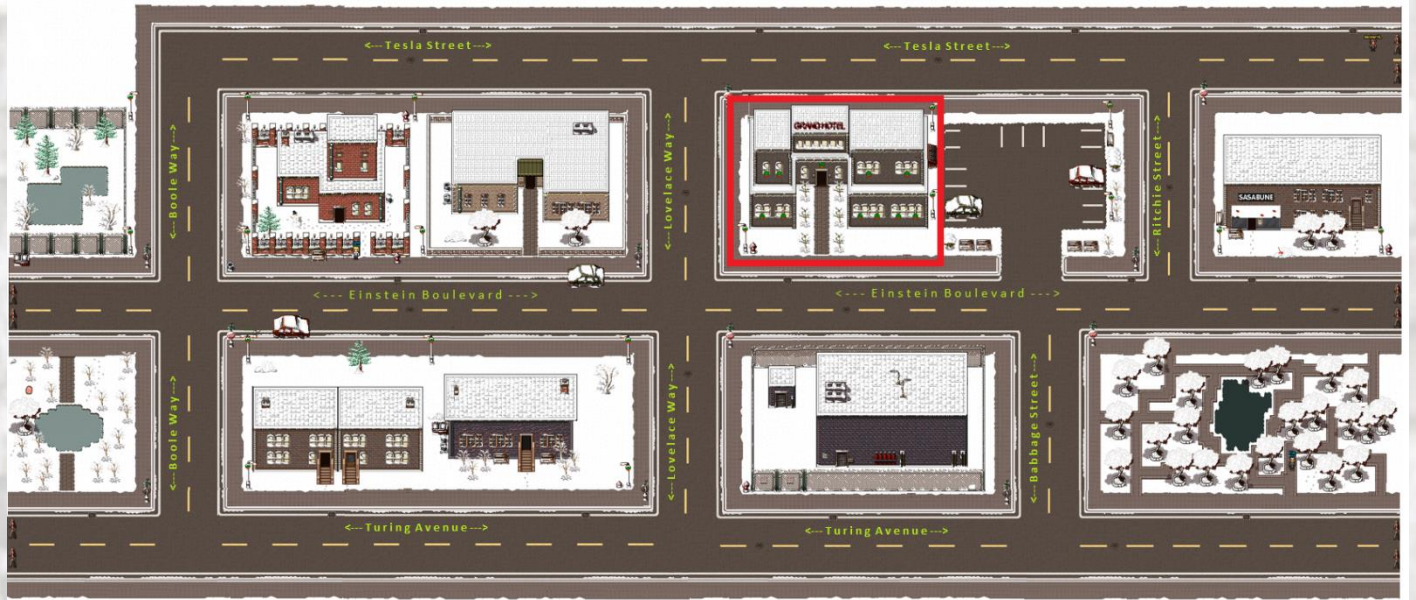 <---Tesla Street--->
<---Tesla Street--->
<---Boole Way--->
<---Lovelace Way--->
GRAND HOTEL
<---Ritchie Street--->
SASABUNE
<--- Einstein Boulevard --->
<--- Einstein Boulevard --->
<---Boole Way--->
<---Lovelace Way--->
<---Babbage Street--->
<---Turing Avenue--->
<---Turing Avenue--->